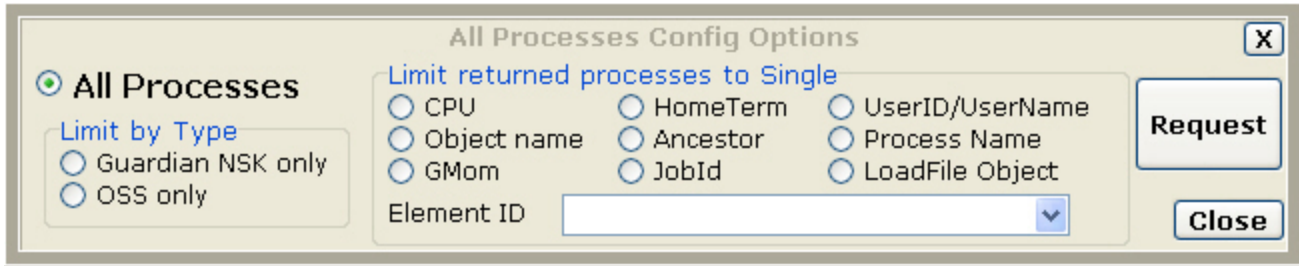 All Processes Config Options
X
All Processes
Limit by Type
Guardian NSK only
OSS only
Limit returned processes to Single
CPU
HomeTerm
UserID/UserName
Object name
Ancestor
Process Name
GMom
JobId
LoadFile Object
Element ID
Request
Close